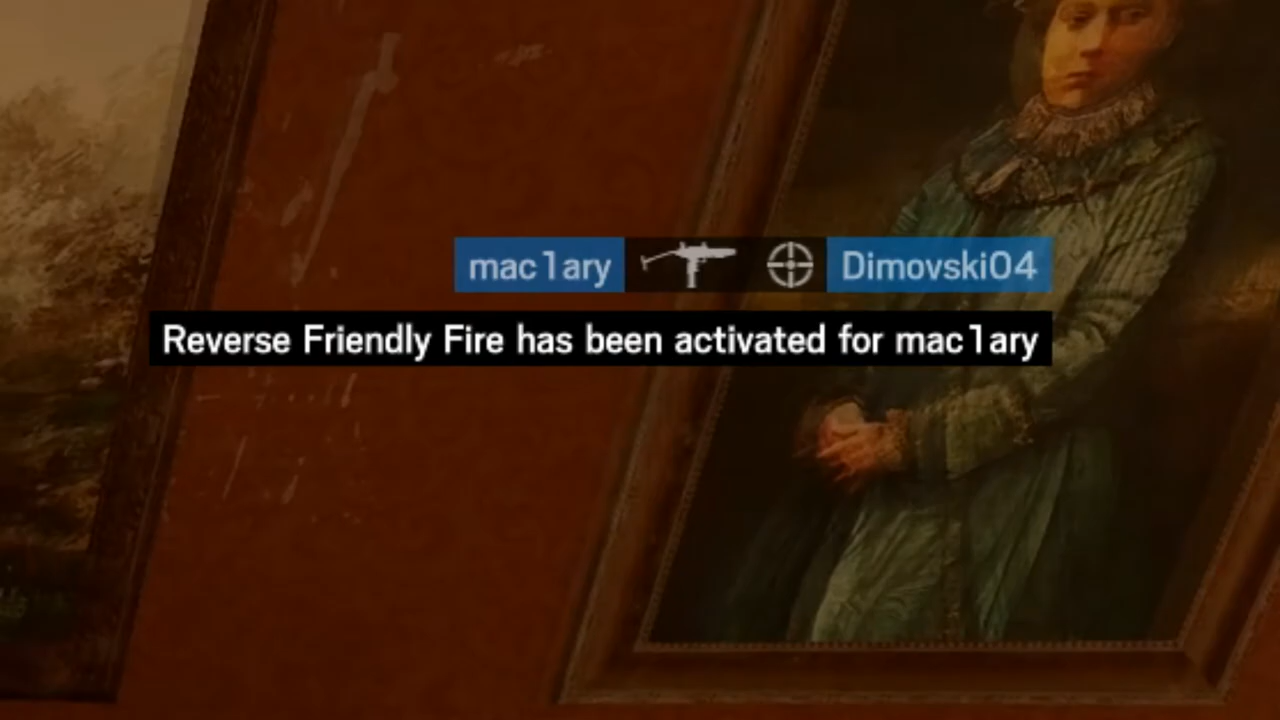 mac1ary Dimovski04
Reverse Friendly Fire has been activated for mac1ary